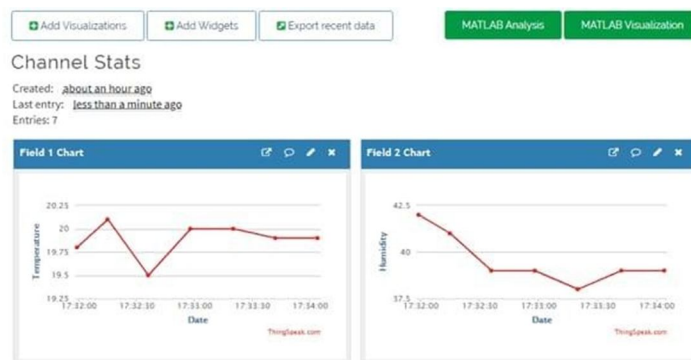 Add Visualizations Add Widgets Export recent data MATLAB Analysis MATLAB Visualization
Channel Stats
Created: about an hour ago
Last entry: less than a minute ago
Entries: 7
Field 1 Chart
20.25
20
19.75
19.5
19.25
Temperature
17:32:00 17:32:30 17:33:00 17:33:30 17:34:00
Date
ThingSpeak.com
Field 2 Chart
42.5
40
37.5
Humidity
17:32:00 17:32:30 17:33:00 17:33:30 17:34:00
Date
ThingSpeak.com